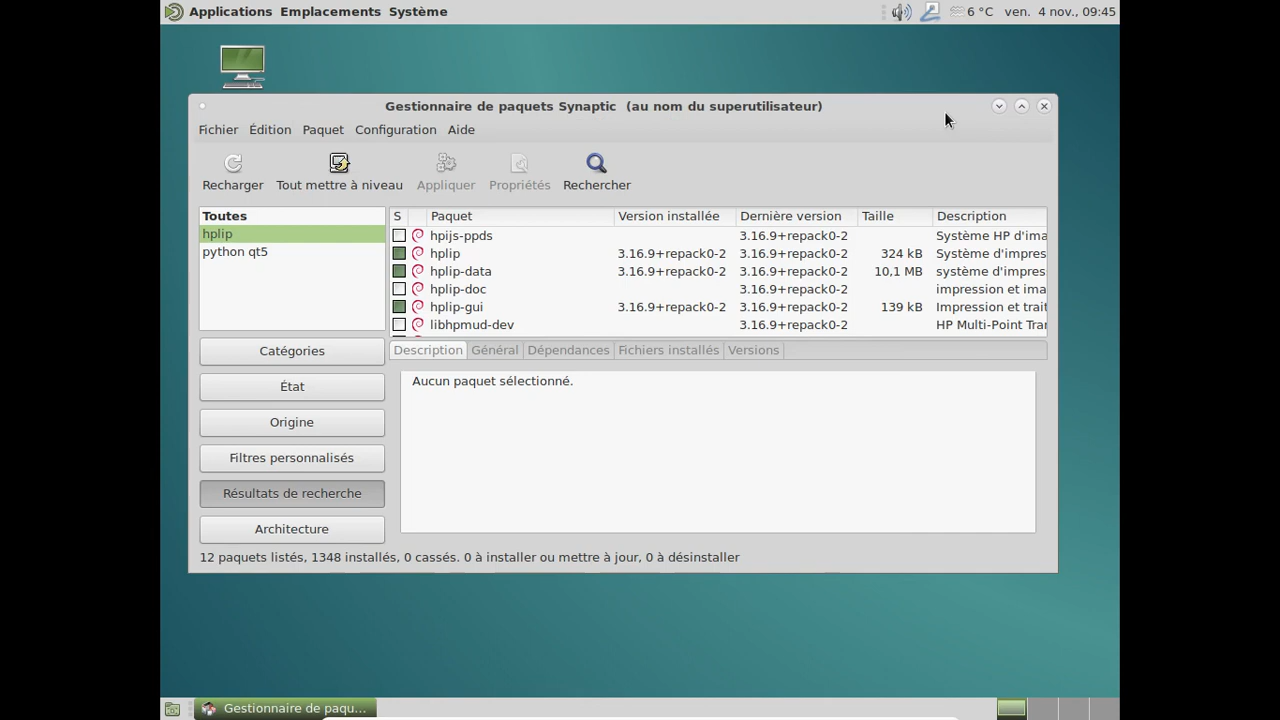 Applications Emplacements Système 6 °C ven. 4 nov., 09:45
Gestionnaire de paquets Synaptic (au nom du superutilisateur)
Fichier Édition Paquet Configuration Aide
Recharger Tout mettre à niveau Appliquer Propriétés Rechercher
Toutes
hplip
python qt5
S Paquet Version installée Dernière version Taille Description
hpijs-ppds 3.16.9+repack0-2 Système HP d'ima
hplip 3.16.9+repack0-2 3.16.9+repack0-2 324 kB Système d'impres
hplip-data 3.16.9+repack0-2 3.16.9+repack0-2 10,1 MB système d'impres
hplip-doc 3.16.9+repack0-2 impression et ima
hplip-gui 3.16.9+repack0-2 3.16.9+repack0-2 139 kB Impression et trait
libhpmud-dev 3.16.9+repack0-2 HP Multi-Point Tra
Catégories
État
Origine
Filtres personnalisés
Résultats de recherche
Architecture
Description Général Dépendances Fichiers installés Versions
Aucun paquet sélectionné.
12 paquets listés, 1348 installés, 0 cassés. 0 à installer ou mettre à jour, 0 à désinstaller
Gestionnaire de paqu...